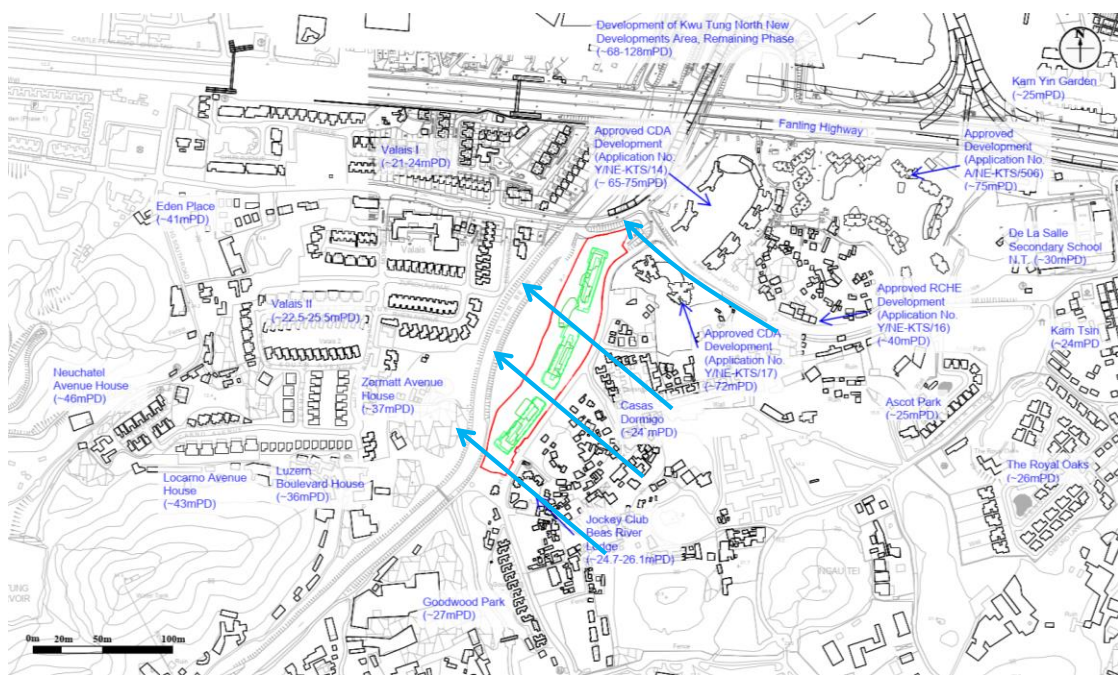 Development of Kwu Tung North New
Developments Area, Remaining Phase
(~68-128mPD)
N
Kam Yin Garden
(~25mPD)
CASTLE PEAK ROAD
Fanling Highway
Approved CDA
Development
(Application No.
Y/NE-KTS/14)
(~ 65-75mPD)
Approved
Development
(Application No.
A/NE-KTS/506)
(~75mPD)
Valais I
(~21-24mPD)
Eden Place
(~41mPD)
Valais
De La Salle
Secondary School
N.T. (~30mPD)
Valais II
(~22.5-25.5mPD)
Approved RCHE
Development
(Application No.
Y/NE-KTS/16)
(~40mPD)
Approved CDA
Development
(Application No.
Y/NE-KTS/17)
(~72mPD)
Kam Tsin
(~24mPD
Neuchatel
Avenue House
(~46mPD)
Zermatt Avenue
House
(~37mPD)
Casas
Dormigo
(~24 mPD)
Ascot Park
(~25mPD)
Locarno Avenue
House
(~43mPD)
Luzern
Boulevard House
(~36mPD)
The Royal Oaks
(~26mPD)
Jockey Club
Beas River
Lodge
(~24.7-26.1mPD)
NGAU TEI
Goodwood Park
(~27mPD)
0m 20m 50m 100m